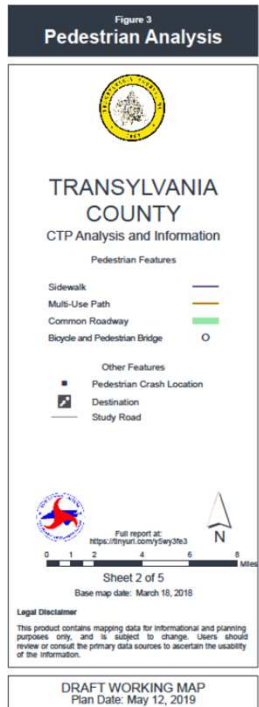 Figure 3
Pedestrian Analysis
TRANSYLVANIA
COUNTY
CTP Analysis and Information
Pedestrian Features
Sidewalk
Multi-Use Path
Common Roadway
Bicycle and Pedestrian Bridge
Other Features
Pedestrian Crash Location
Destination
Study Road
Full report at:
https://tinyurl.com/y5wy3fe3
N
0 1 2 4 6 8
Miles
Sheet 2 of 5
Base map date: March 18, 2018
Legal Disclaimer
This product contains mapping data for informational and planning
purposes only, and is subject to change. Users should
review or consult the primary data sources to ascertain the usability
of the information.
DRAFT WORKING MAP
Plan Date: May 12, 2019